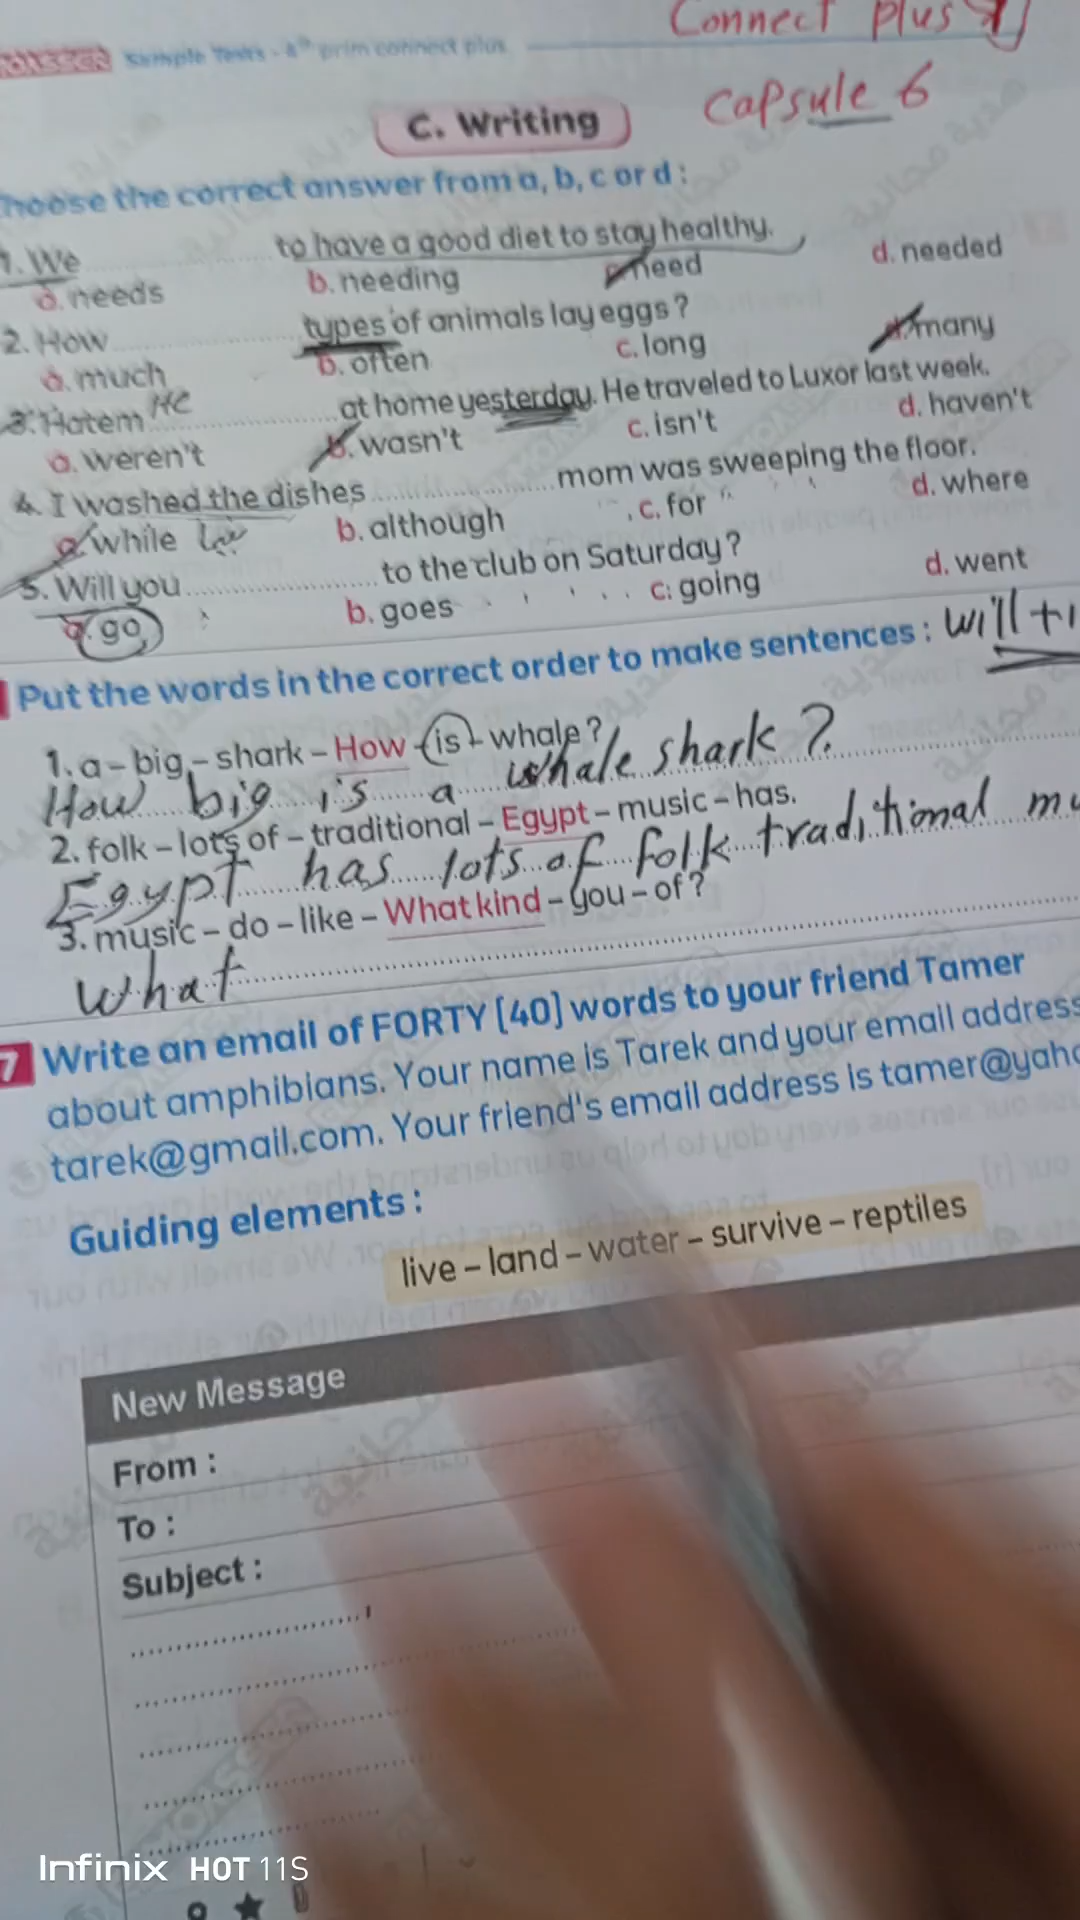 Connect Plus
Sample Tests - 4th prim connect plus
Capsule 6
C. Writing
hoose the correct answer from a, b, c or d :
1. We .................... to have a good diet to stay healthy.
a. needs b. needing need d. needed
2. How .................... types of animals lay eggs ?
a. much b. often c. long many
3. Hatem He .................... at home yesterday. He traveled to Luxor last week.
a. weren't b. wasn't c. isn't d. haven't
4. I washed the dishes .................... mom was sweeping the floor.
a. while b. although c. for d. where
5. Will you .................... to the club on Saturday ?
a. go b. goes c. going d. went
Put the words in the correct order to make sentences : will +
1. a – big – shark – How – is – whale ?
How big is a whale shark ?
2. folk – lots of – traditional – Egypt – music – has.
Egypt has lots of folk traditional mu
3. music – do – like – What kind – you – of ?
What
7 Write an email of FORTY [40] words to your friend Tamer
about amphibians. Your name is Tarek and your email address
tarek@gmail.com. Your friend's email address is tamer@yaho
Guiding elements :
live – land – water – survive – reptiles
New Message
From :
To :
Subject :
Infinix HOT 11S